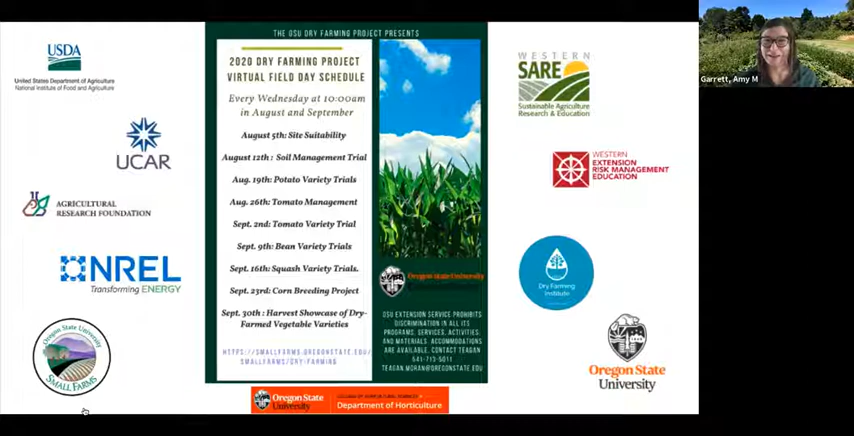 USDA
United States Department of Agriculture
National Institute of Food and Agriculture
UCAR
AGRICULTURAL
RESEARCH FOUNDATION
NREL
Transforming ENERGY
Oregon State University
SMALL FARMS
THE OSU DRY FARMING PROJECT PRESENTS
2020 DRY FARMING PROJECT
VIRTUAL FIELD DAY SCHEDULE
Every Wednesday at 10:00am
in August and September
August 5th: Site Suitability
August 12th : Soil Management Trial
Aug. 19th: Potato Variety Trials
Aug. 26th: Tomato Management
Sept. 2nd: Tomato Variety Trial
Sept. 9th: Bean Variety Trials
Sept. 16th: Squash Variety Trials.
Sept. 23rd: Corn Breeding Project
Sept. 30th : Harvest Showcase of Dry-
Farmed Vegetable Varieties
HTTPS://SMALLFARMS.OREGONSTATE.EDU/
SMALLFARMS/DRY-FARMING
Oregon State University
OSU EXTENSION SERVICE PROHIBITS
DISCRIMINATION IN ALL ITS
PROGRAMS, SERVICES, ACTIVITIES,
AND MATERIALS. ACCOMMODATIONS
ARE AVAILABLE. CONTACT TEAGAN
541-713-5011
TEAGAN.MORAN@OREGONSTATE.EDU
Oregon State
University
COLLEGE OF AGRICULTURAL SCIENCES
Department of Horticulture
WESTERN
SARE
Sustainable Agriculture
Research & Education
WESTERN
EXTENSION
RISK MANAGEMENT
EDUCATION
Dry Farming
Institute
Oregon State
University
Garrett, Amy M